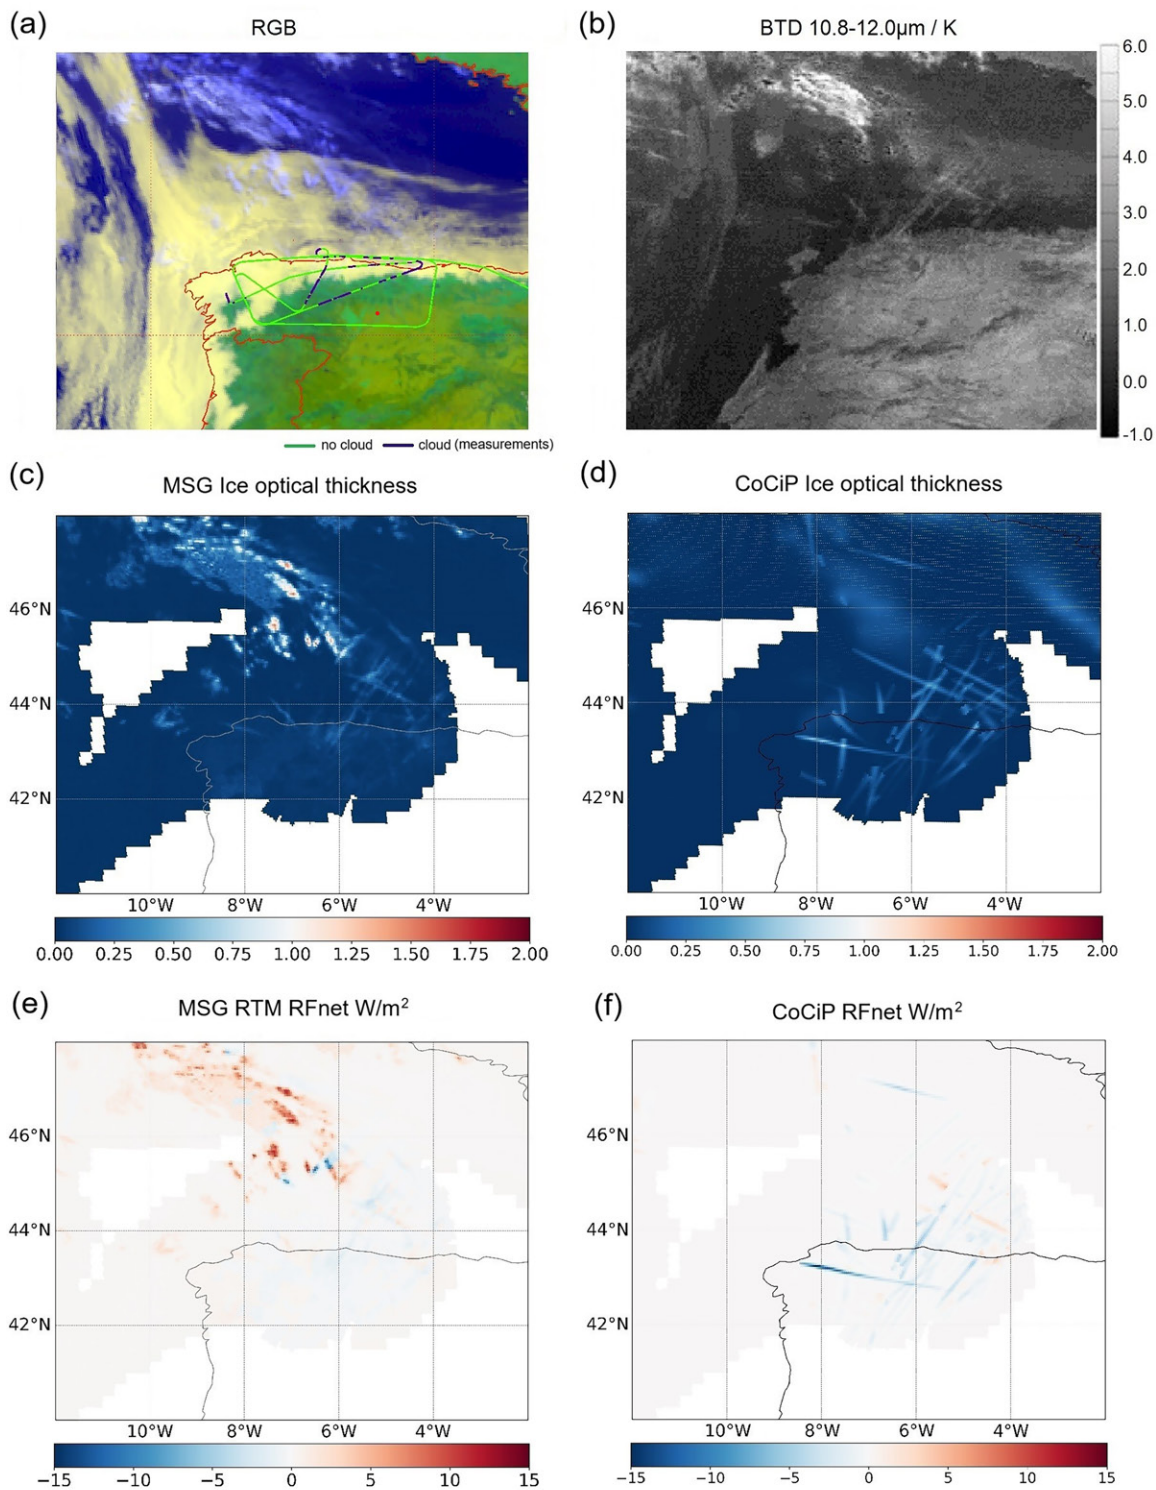 (a)
RGB
(b)
BTD 10.8-12.0µm / K
6.0
5.0
4.0
3.0
2.0
1.0
0.0
-1.0
no cloud
cloud (measurements)
(c)
MSG Ice optical thickness
(d)
CoCiP Ice optical thickness
46°N
44°N
42°N
10°W 8°W 6°W 4°W
0.00 0.25 0.50 0.75 1.00 1.25 1.50 1.75 2.00
46°N
44°N
42°N
10°W 8°W 6°W 4°W
0.00 0.25 0.50 0.75 1.00 1.25 1.50 1.75 2.00
(e)
MSG RTM RFnet W/m²
(f)
CoCiP RFnet W/m²
46°N
44°N
42°N
10°W 8°W 6°W 4°W
−15 −10 −5 0 5 10 15
46°N
44°N
42°N
10°W 8°W 6°W 4°W
−15 −10 −5 0 5 10 15